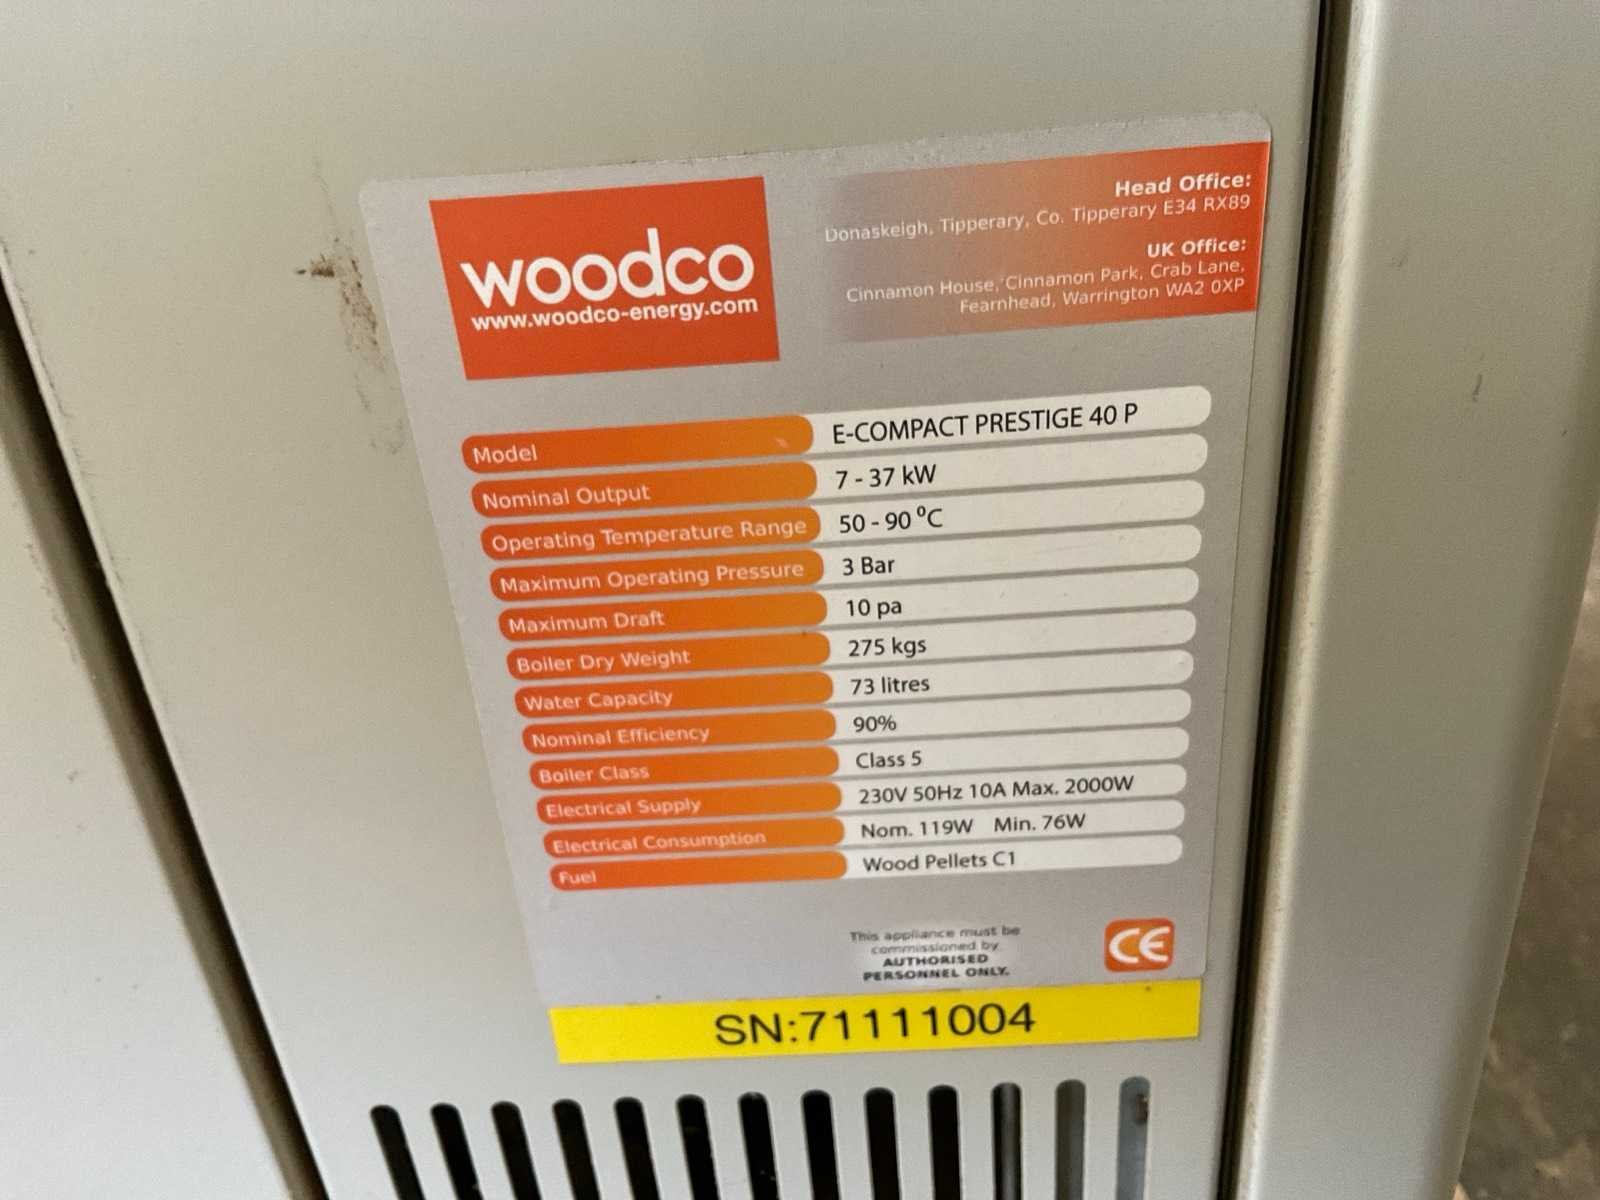 woodco
www.woodco-energy.com
Head Office:
Donaskeigh, Tipperary, Co. Tipperary E34 RX89
UK Office:
Cinnamon House, Cinnamon Park, Crab Lane,
Fearnhead, Warrington WA2 0XP
Model E-COMPACT PRESTIGE 40 P
Nominal Output 7 - 37 kW
Operating Temperature Range 50 - 90 °C
Maximum Operating Pressure 3 Bar
Maximum Draft 10 pa
Boiler Dry Weight 275 kgs
Water Capacity 73 litres
Nominal Efficiency 90%
Boiler Class Class 5
Electrical Supply 230V 50Hz 10A Max. 2000W
Electrical Consumption Nom. 119W Min. 76W
Fuel Wood Pellets C1
This appliance must be
commissioned by
AUTHORISED
PERSONNEL ONLY.
CE
SN:71111004